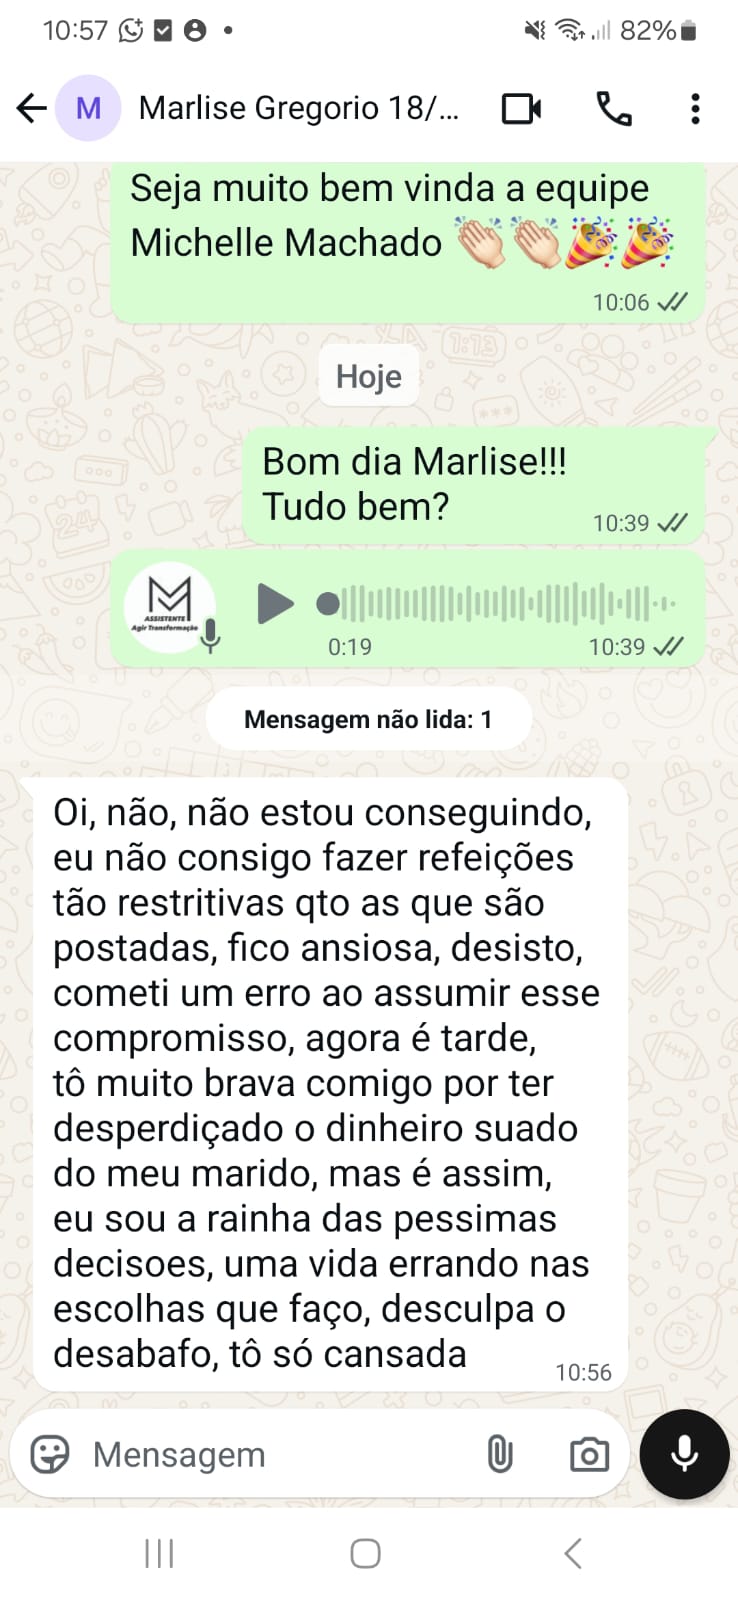 10:57
82%
M
Marlise Gregorio 18/...
Seja muito bem vinda a equipe
Michelle Machado 👏🏻👏🏻🎉🎉
10:06
Hoje
Bom dia Marlise!!!
Tudo bem?
10:39
M
ASSISTENTE
Agir Transformação
0:19
10:39
Mensagem não lida: 1
Oi, não, não estou conseguindo,
eu não consigo fazer refeições
tão restritivas qto as que são
postadas, fico ansiosa, desisto,
cometi um erro ao assumir esse
compromisso, agora é tarde,
tô muito brava comigo por ter
desperdiçado o dinheiro suado
do meu marido, mas é assim,
eu sou a rainha das pessimas
decisoes, uma vida errando nas
escolhas que faço, desculpa o
desabafo, tô só cansada
10:56
Mensagem